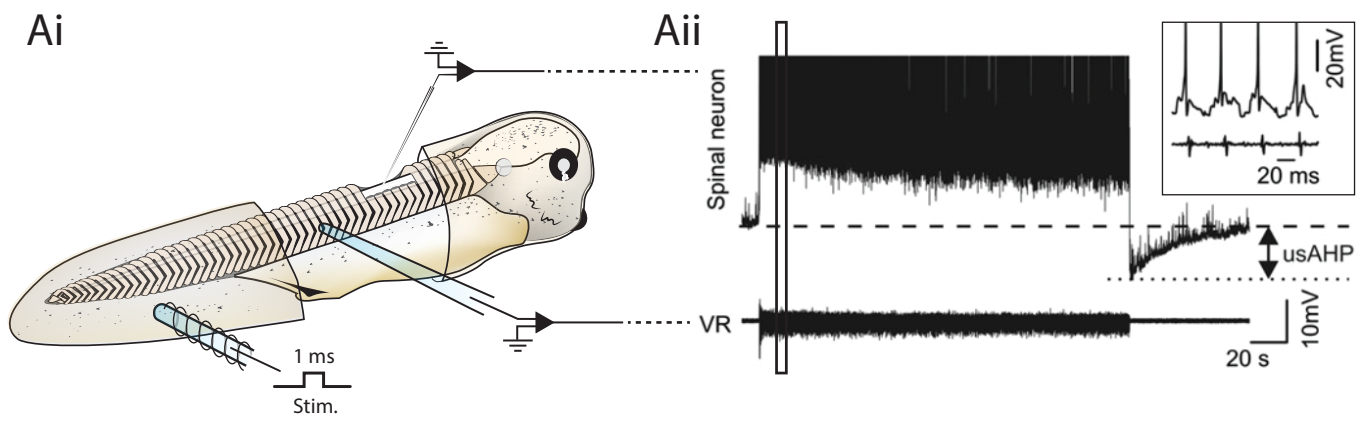 Ai
1 ms
Stim.
Aii
Spinal neuron
VR
20mV
20 ms
usAHP
10mV
20 s